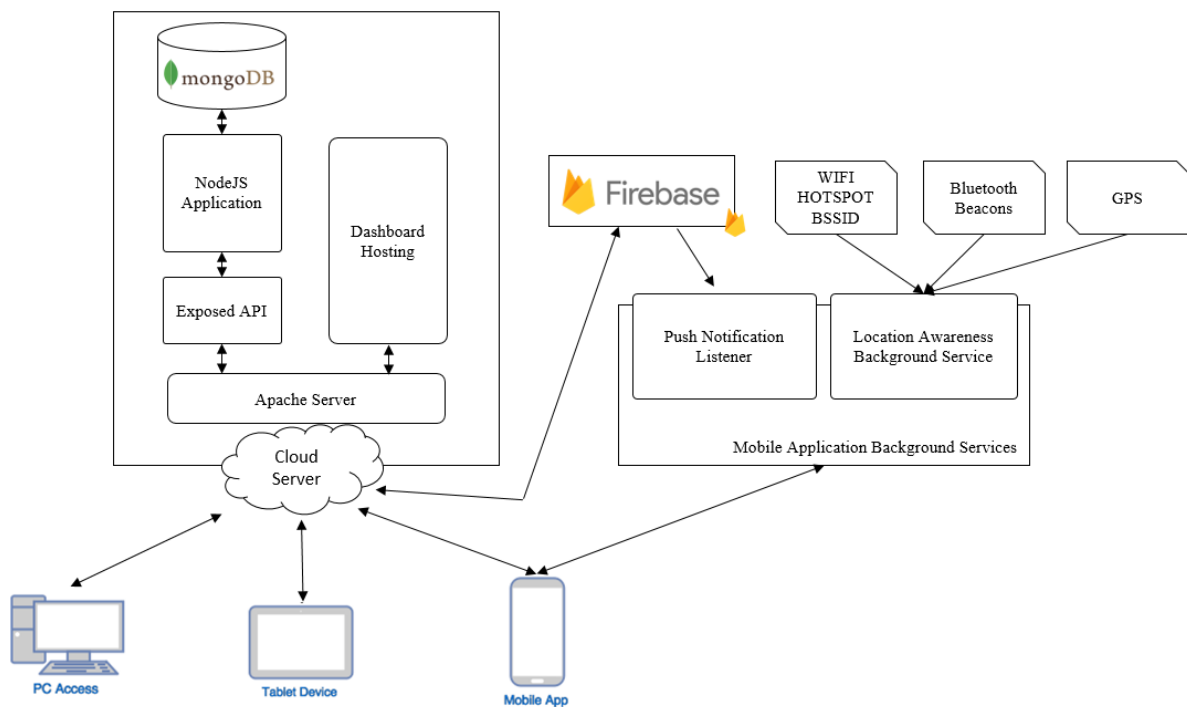 mongoDB
NodeJS
Application
Exposed API
Dashboard
Hosting
Apache Server
Cloud
Server
Firebase
WIFI
HOTSPOT
BSSID
Bluetooth
Beacons
GPS
Push Notification
Listener
Location Awareness
Background Service
Mobile Application Background Services
PC Access
Tablet Device
Mobile App